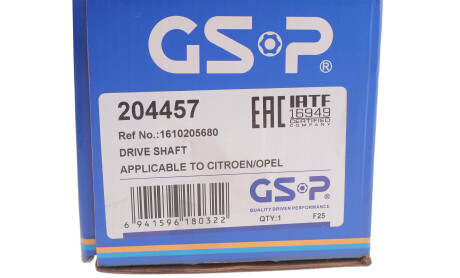 GSP®
204457
Ref No.:1610205680
DRIVE SHAFT
APPLICABLE TO CITROEN/OPEL
EAC IATF
16949
CERTIFIED
COMPANY
6 941596 180322
GSP
QUALITY DRIVEN PERFORMANCE
QTY:1 F25